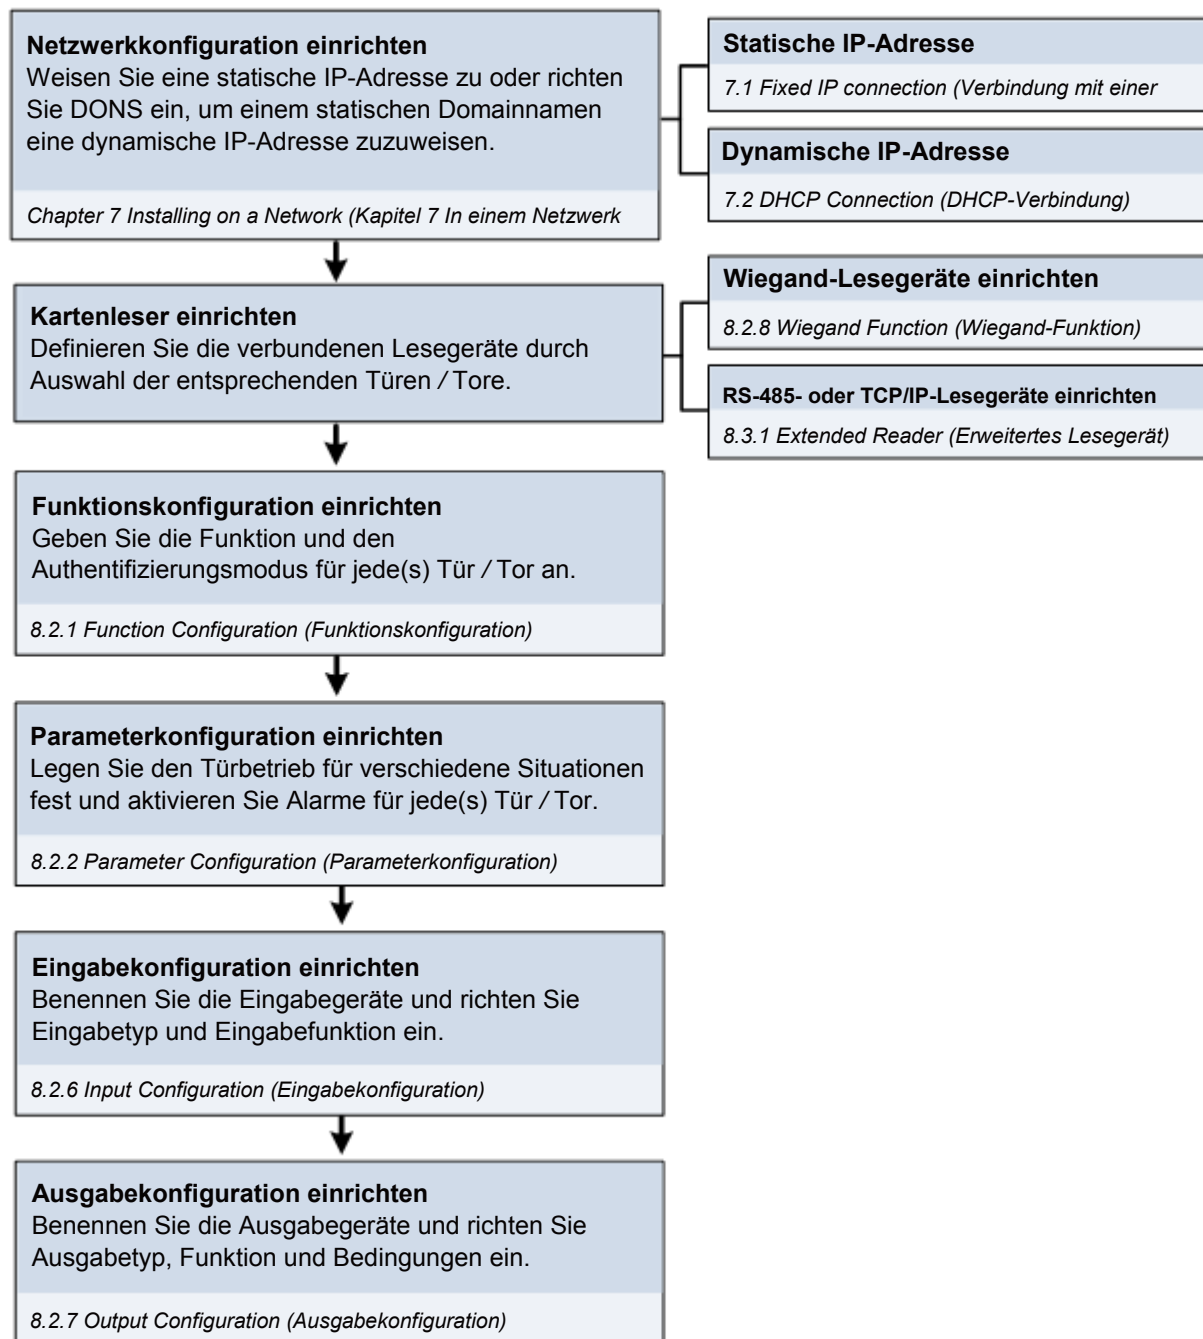 Netzwerkkonfiguration einrichten
Weisen Sie eine statische IP-Adresse zu oder richten
Sie DONS ein, um einem statischen Domainnamen
eine dynamische IP-Adresse zuzuweisen.
Chapter 7 Installing on a Network (Kapitel 7 In einem Netzwerk
Statische IP-Adresse
7.1 Fixed IP connection (Verbindung mit einer
Dynamische IP-Adresse
7.2 DHCP Connection (DHCP-Verbindung)
Kartenleser einrichten
Definieren Sie die verbundenen Lesegeräte durch
Auswahl der entsprechenden Türen / Tore.
Wiegand-Lesegeräte einrichten
8.2.8 Wiegand Function (Wiegand-Funktion)
RS-485- oder TCP/IP-Lesegeräte einrichten
8.3.1 Extended Reader (Erweitertes Lesegerät)
Funktionskonfiguration einrichten
Geben Sie die Funktion und den
Authentifizierungsmodus für jede(s) Tür / Tor an.
8.2.1 Function Configuration (Funktionskonfiguration)
Parameterkonfiguration einrichten
Legen Sie den Türbetrieb für verschiedene Situationen
fest und aktivieren Sie Alarme für jede(s) Tür / Tor.
8.2.2 Parameter Configuration (Parameterkonfiguration)
Eingabekonfiguration einrichten
Benennen Sie die Eingabegeräte und richten Sie
Eingabetyp und Eingabefunktion ein.
8.2.6 Input Configuration (Eingabekonfiguration)
Ausgabekonfiguration einrichten
Benennen Sie die Ausgabegeräte und richten Sie
Ausgabetyp, Funktion und Bedingungen ein.
8.2.7 Output Configuration (Ausgabekonfiguration)